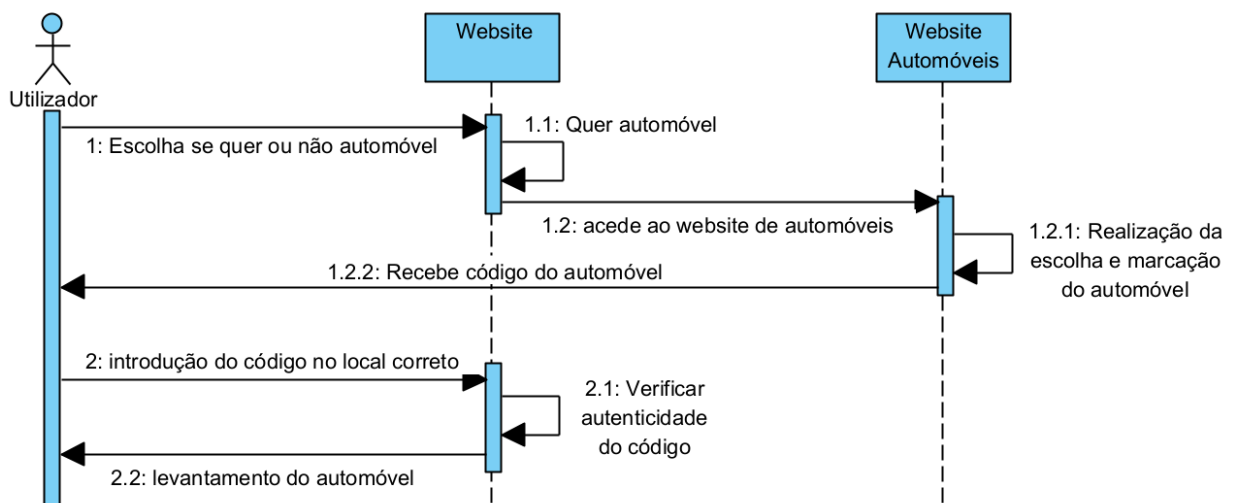 Utilizador
Website
Website
Automóveis
1: Escolha se quer ou não automóvel
1.1: Quer automóvel
1.2: acede ao website de automóveis
1.2.1: Realização da
escolha e marcação
do automóvel
1.2.2: Recebe código do automóvel
2: introdução do código no local correto
2.1: Verificar
autenticidade
do código
2.2: levantamento do automóvel